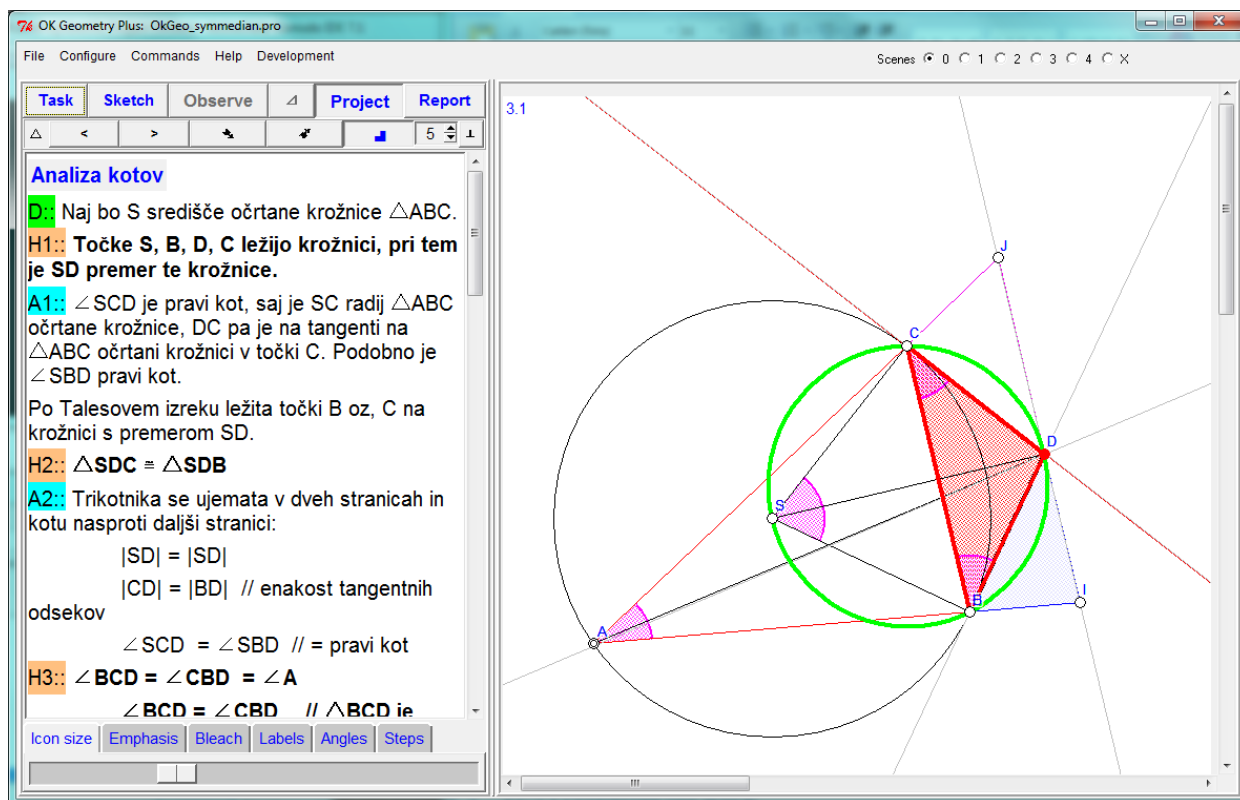 OK Geometry Plus: OkGeo_symmedian.pro
File Configure Commands Help Development
Scenes 0 1 2 3 4 X
Task Sketch Observe ⊿ Project Report
△ < > 5
Analiza kotov
D:: Naj bo S središče očrtane krožnice △ABC.
H1:: Točke S, B, D, C ležijo krožnici, pri tem
je SD premer te krožnice.
A1:: ∠SCD je pravi kot, saj je SC radij △ABC
očrtane krožnice, DC pa je na tangenti na
△ABC očrtani krožnici v točki C. Podobno je
∠SBD pravi kot.
Po Talesovem izreku ležita točki B oz, C na
krožnici s premerom SD.
H2:: △SDC ≅ △SDB
A2:: Trikotnika se ujemata v dveh stranicah in
kotu nasproti daljši stranici:
|SD| = |SD|
|CD| = |BD| // enakost tangentnih
odsekov
∠SCD = ∠SBD // = pravi kot
H3:: ∠BCD = ∠CBD = ∠A
∠BCD = ∠CBD // △BCD je
Icon size Emphasis Bleach Labels Angles Steps
3.1
J
C
D
S
I
B
A